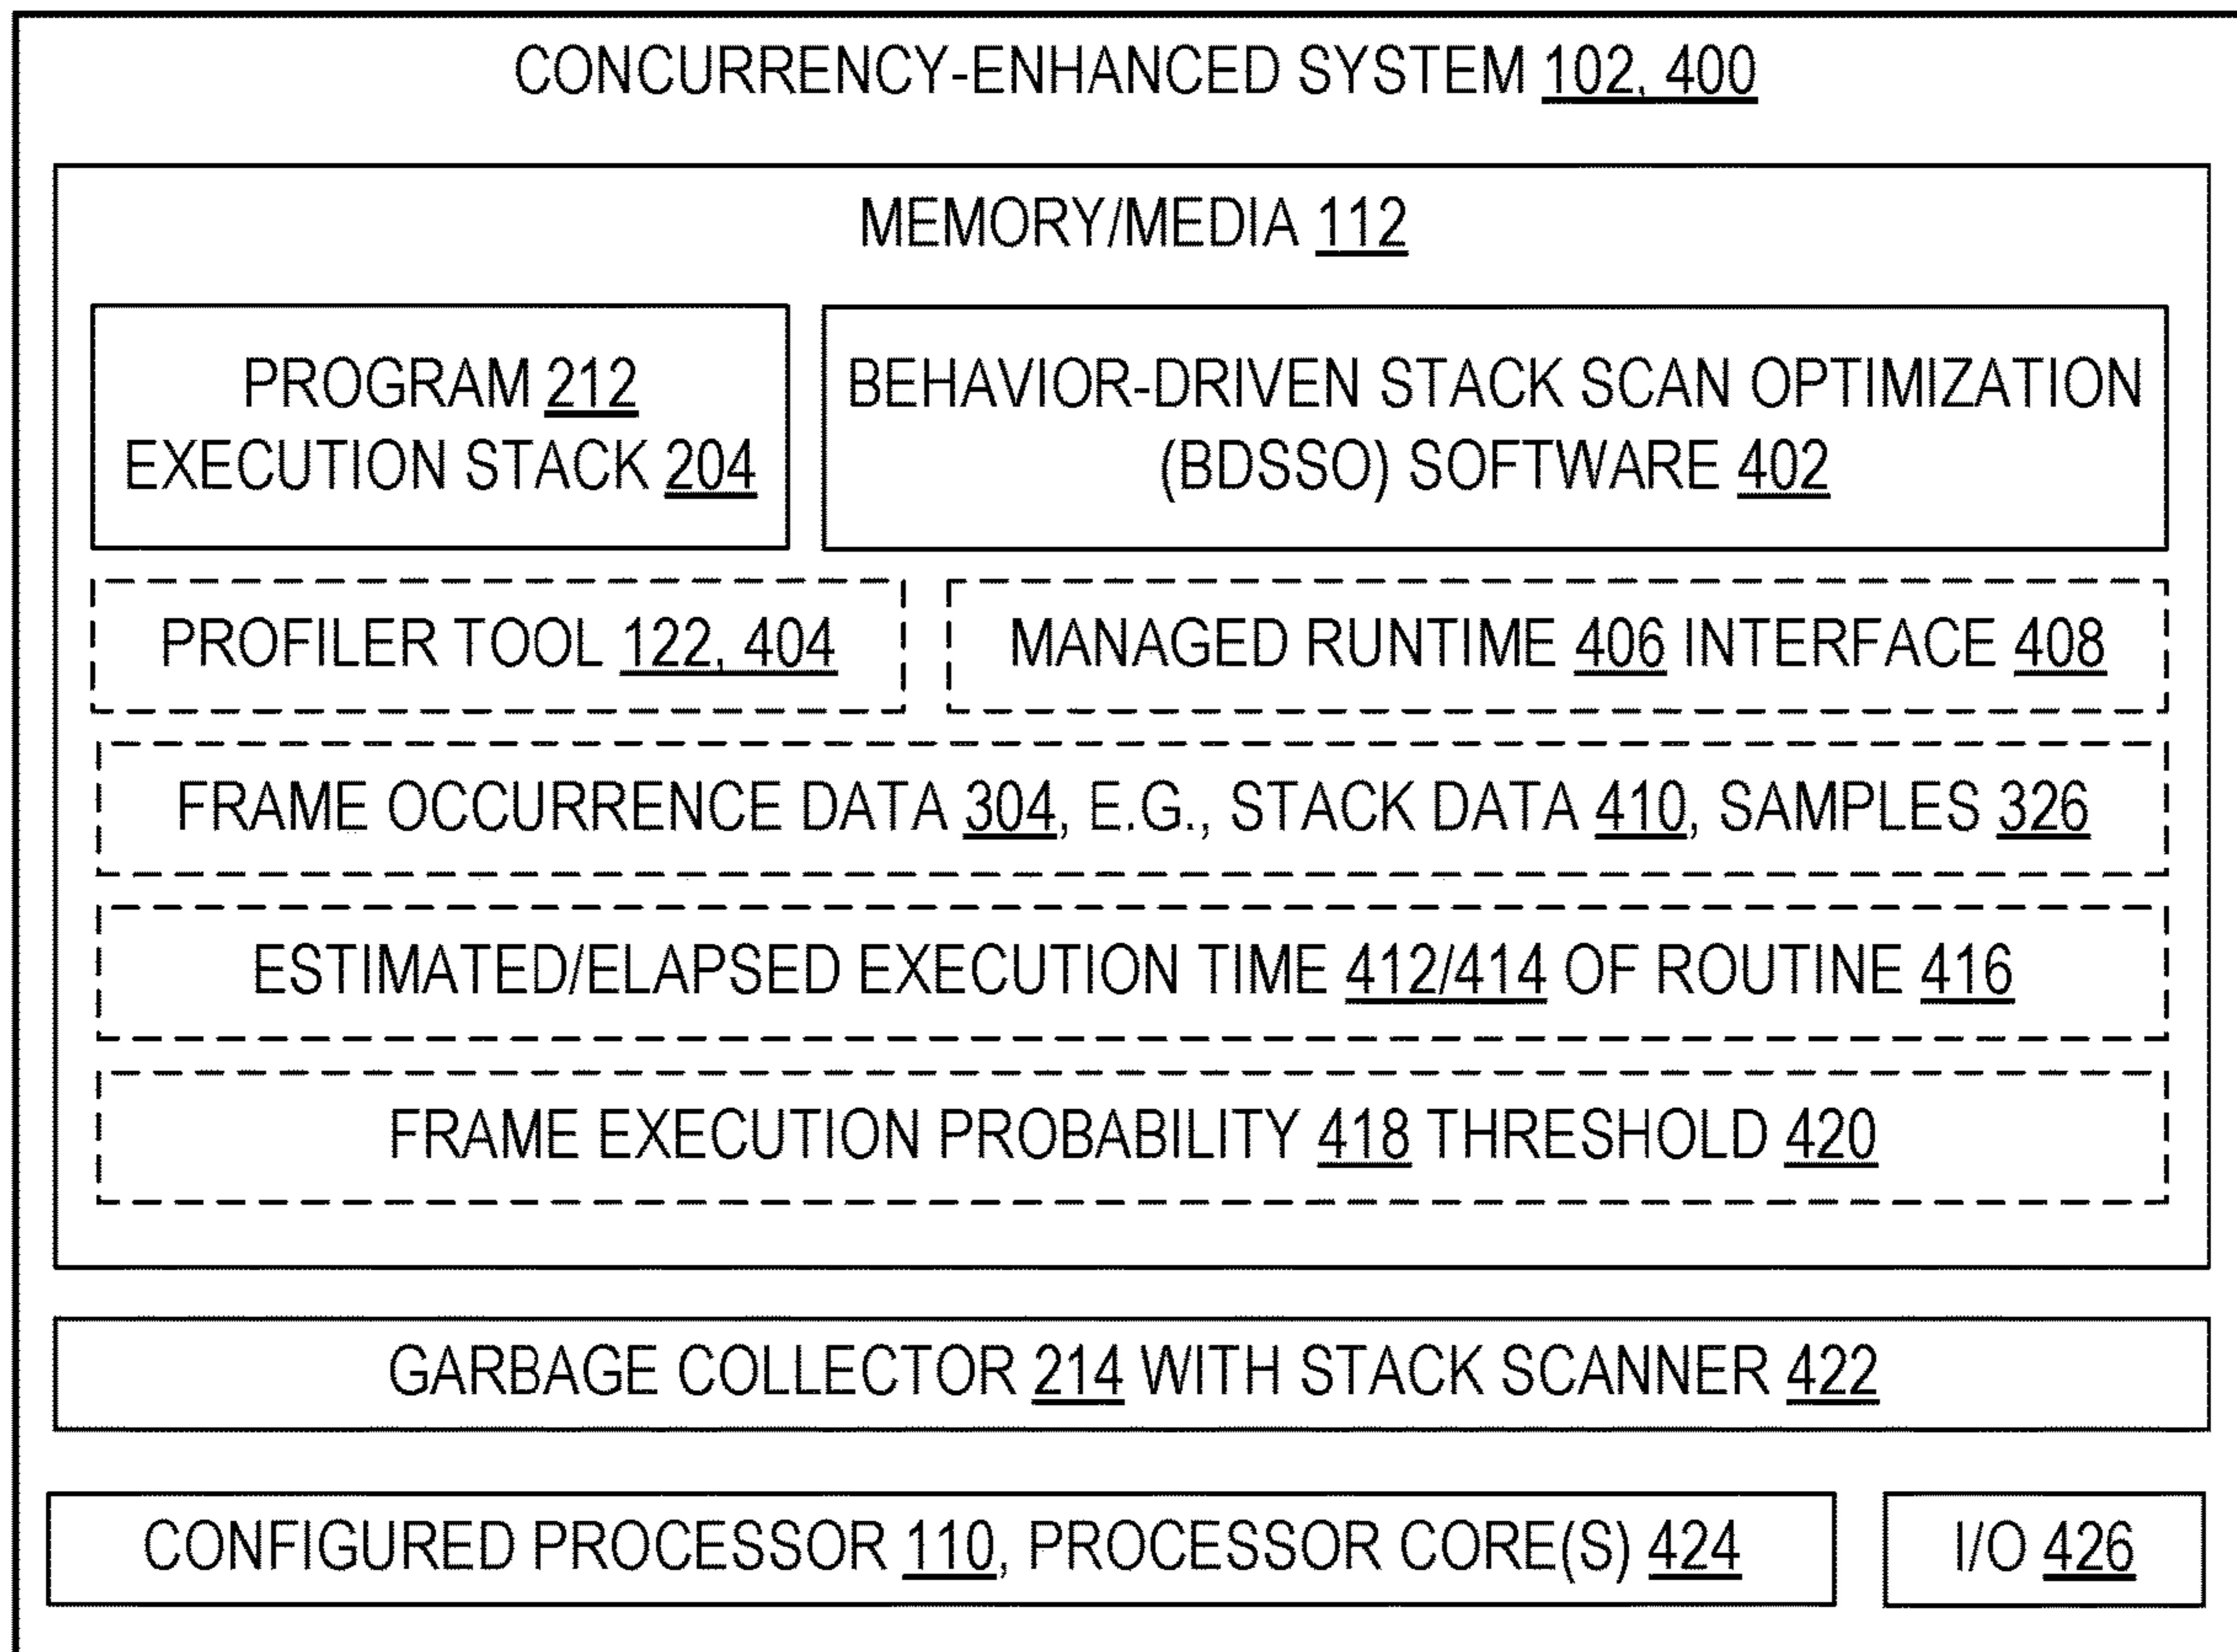 CONCURRENCY-ENHANCED SYSTEM 102, 400
MEMORY/MEDIA 112
PROGRAM 212
EXECUTION STACK 204
BEHAVIOR-DRIVEN STACK SCAN OPTIMIZATION
(BDSSO) SOFTWARE 402
PROFILER TOOL 122, 404
MANAGED RUNTIME 406 INTERFACE 408
FRAME OCCURRENCE DATA 304, E.G., STACK DATA 410, SAMPLES 326
ESTIMATED/ELAPSED EXECUTION TIME 412/414 OF ROUTINE 416
FRAME EXECUTION PROBABILITY 418 THRESHOLD 420
GARBAGE COLLECTOR 214 WITH STACK SCANNER 422
CONFIGURED PROCESSOR 110, PROCESSOR CORE(S) 424
I/O 426